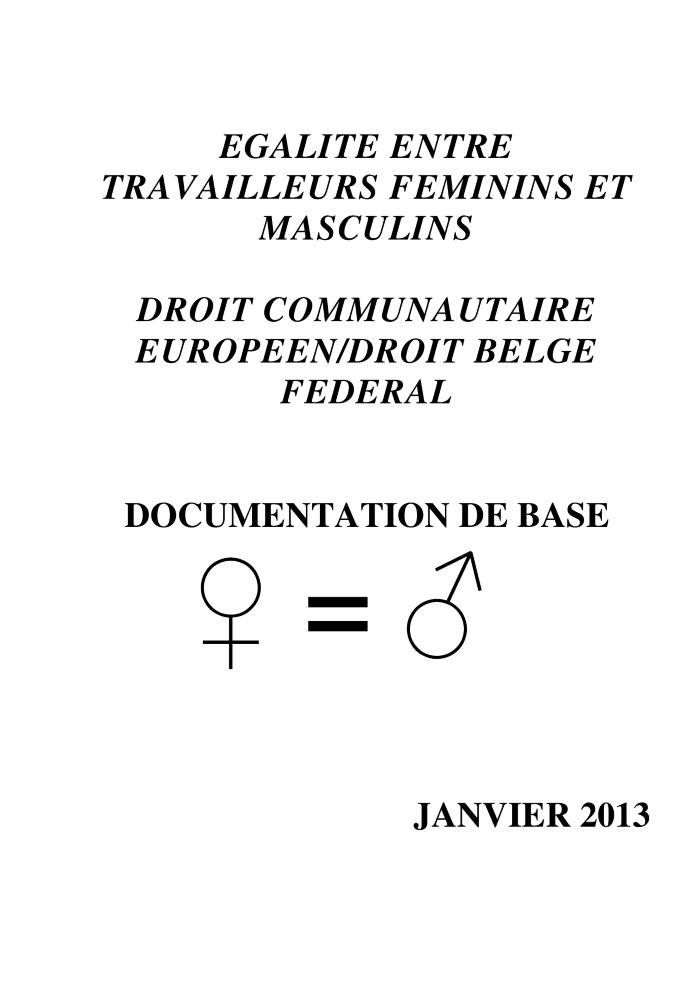 EGALITE ENTRE
TRAVAILLEURS FEMININS ET
MASCULINS
DROIT COMMUNAUTAIRE
EUROPEEN/DROIT BELGE
FEDERAL
DOCUMENTATION DE BASE
♀ = ♂
JANVIER 2013